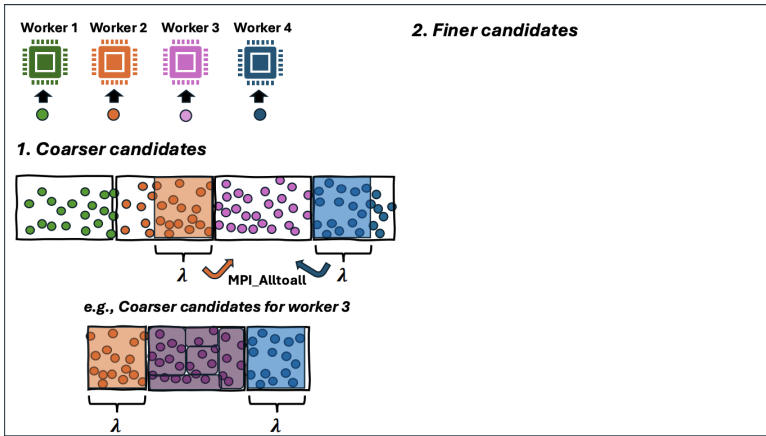 Worker 1 Worker 2 Worker 3 Worker 4
2. Finer candidates
1. Coarser candidates
λ λ
MPI_Alltoall
e.g., Coarser candidates for worker 3
λ λ